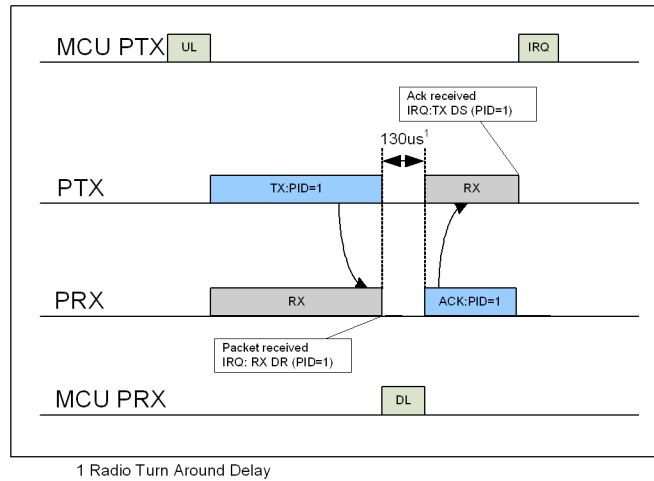 MCU PTX
UL
IRQ
Ack received
IRQ:TX DS (PID=1)
130us1
PTX
TX:PID=1
RX
PRX
RX
ACK:PID=1
Packet received
IRQ: RX DR (PID=1)
MCU PRX
DL
1 Radio Turn Around Delay